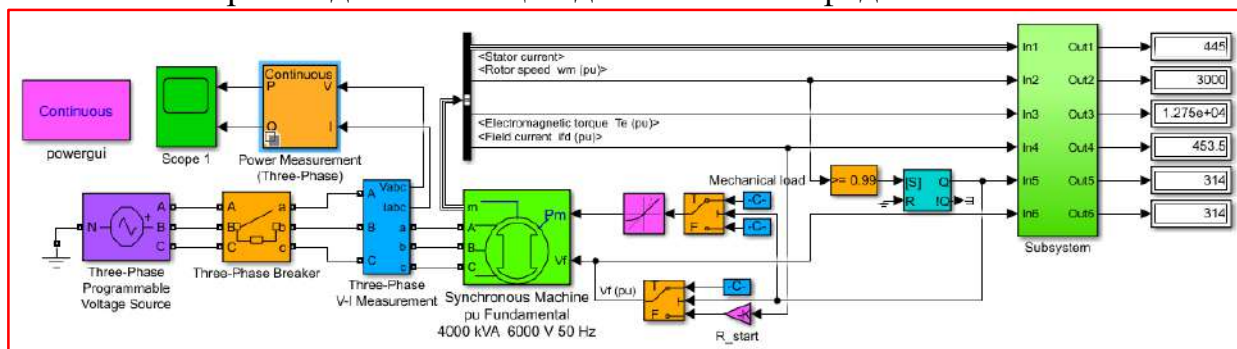 <Stator current>
<Rotor speed wm (pu)>
<Electromagnetic torque Te (pu)>
<Field current ifd (pu)>
In1 Out1
In2 Out2
In3 Out3
In4 Out4
In5 Out5
In6 Out6
Subsystem
445
3000
1.275e+04
453.5
314
314
Continuous
powergui
Scope 1
Continuous
P V
Q I
Power Measurement
(Three-Phase)
N A B C
Three-Phase
Programmable
Voltage Source
A a
B b
C c
Three-Phase Breaker
Vabc
Iabc
A
B a
b
C c
Three-Phase
V-I Measurement
m
A
B
C
Pm
Vf
Synchronous Machine
pu Fundamental
4000 kVA 6000 V 50 Hz
Mechanical load
T
F
-C-
-C-
>= 0.99
[S] Q
R !Q
Vf (pu)
T
F
-C-
-K-
R_start